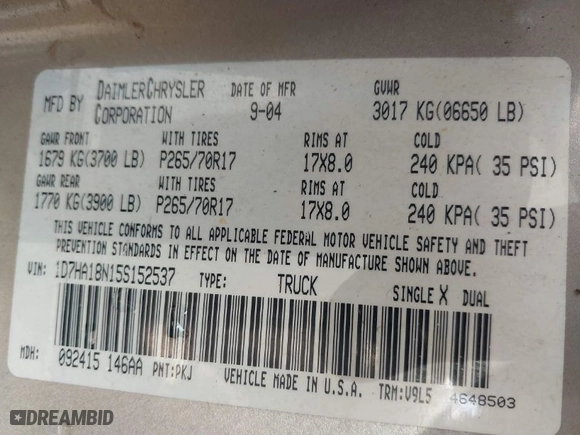 MFD BY DAIMLERCHRYSLER CORPORATION DATE OF MFR 9-04 GVWR 3017 KG(06650 LB)
GAWR FRONT WITH TIRES RIMS AT COLD
1679 KG(3700 LB) P265/70R17 17X8.0 240 KPA( 35 PSI)
GAWR REAR WITH TIRES RIMS AT COLD
1770 KG(3900 LB) P265/70R17 17X8.0 240 KPA( 35 PSI)
THIS VEHICLE CONFORMS TO ALL APPLICABLE FEDERAL MOTOR VEHICLE SAFETY AND THEFT
PREVENTION STANDARDS IN EFFECT ON THE DATE OF MANUFACTURE SHOWN ABOVE.
VIN: 1D7HA18N15S152537 TYPE: TRUCK SINGLE X DUAL
MDH: 092415 146AA PNT:PKJ VEHICLE MADE IN U.S.A. TRM:V9L5 4648503
DREAMBID